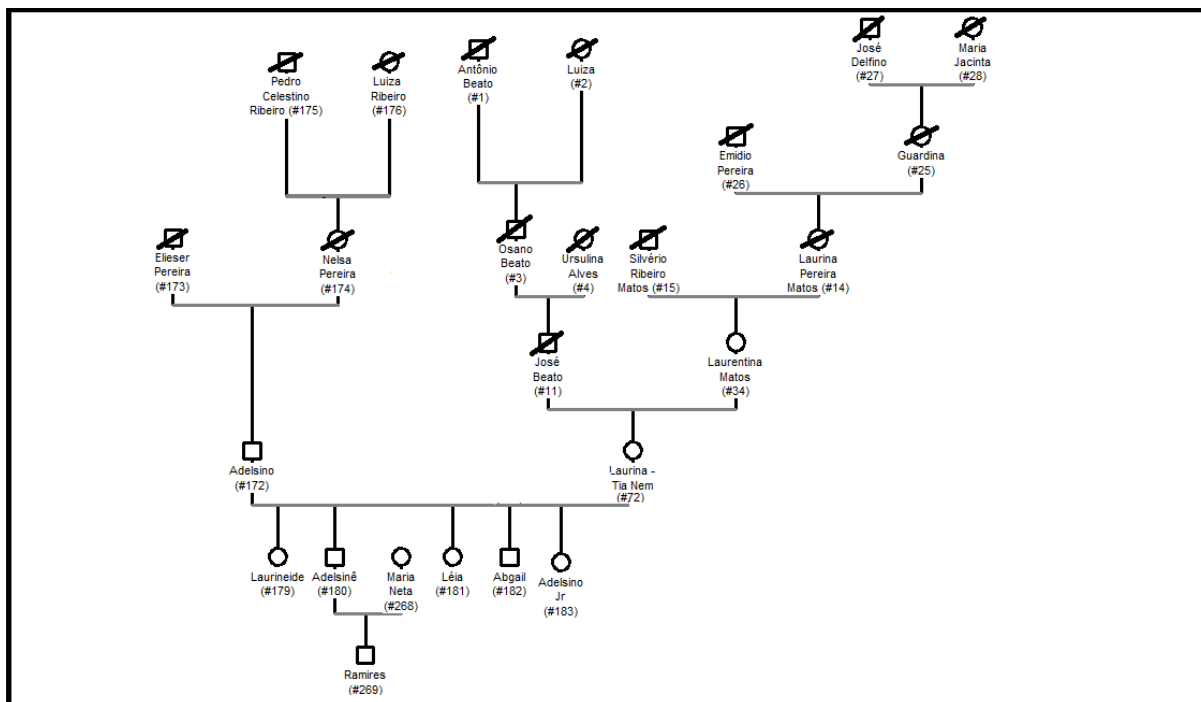 José
Delfino
(#27)
Maria
Jacinta
(#28)
Antônio
Beato
(#1)
Luiza
(#2)
Pedro
Celestino
Ribeiro (#175)
Luiza
Ribeiro
(#176)
Emidio
Pereira
(#26)
Guardina
(#25)
Elieser
Pereira
(#173)
Nelsa
Pereira
(#174)
Osano
Beato
(#3)
Ursulina
Alves
(#4)
Silvério
Ribeiro
Matos (#15)
Laurina
Pereira
Matos (#14)
José
Beato
(#11)
Laurentina
Matos
(#34)
Adelsino
(#172)
Laurina -
Tia Nem
(#72)
Laurineide
(#179)
Adelsinê
(#180)
Maria
Neta
(#268)
Léia
(#181)
Abgail
(#182)
Adelsino
Jr
(#183)
Ramires
(#269)